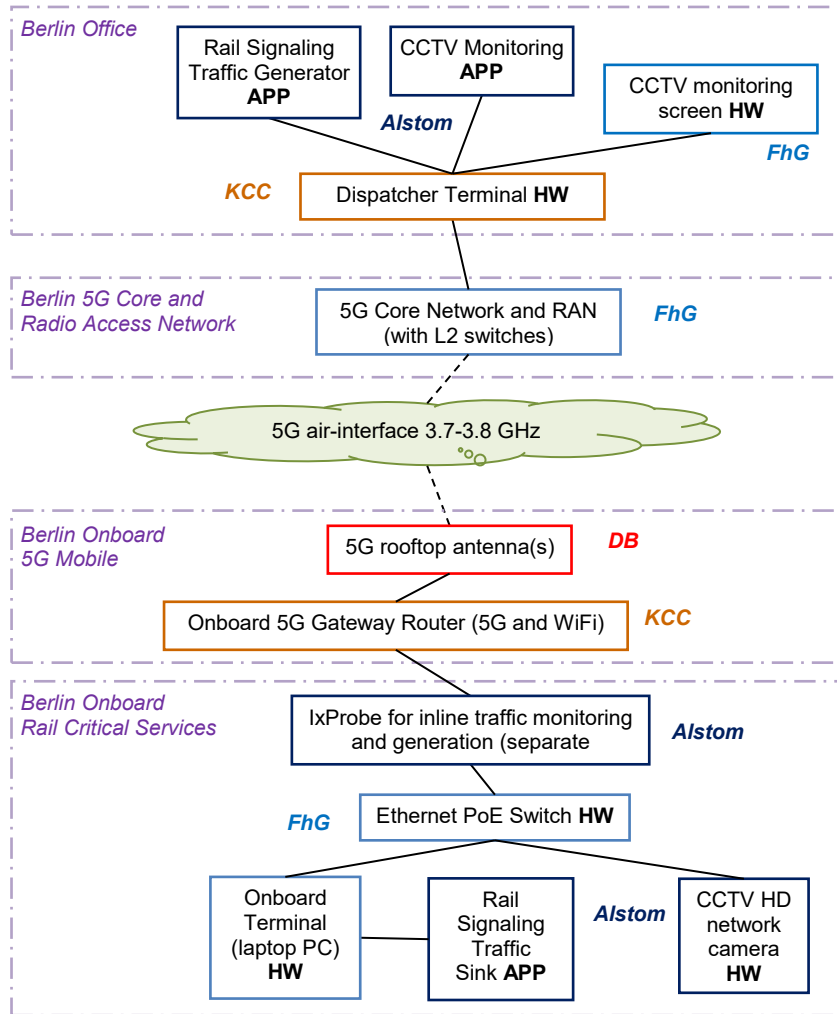 Berlin Office
Rail Signaling
Traffic Generator
APP
CCTV Monitoring
APP
CCTV monitoring
screen HW
Alstom
FhG
KCC
Dispatcher Terminal HW
Berlin 5G Core and
Radio Access Network
5G Core Network and RAN
(with L2 switches)
FhG
5G air-interface 3.7-3.8 GHz
Berlin Onboard
5G Mobile
5G rooftop antenna(s)
DB
Onboard 5G Gateway Router (5G and WiFi)
KCC
Berlin Onboard
Rail Critical Services
IxProbe for inline traffic monitoring
and generation (separate
Alstom
FhG
Ethernet PoE Switch HW
Onboard
Terminal
(laptop PC)
HW
Rail
Signaling
Traffic
Sink APP
Alstom
CCTV HD
network
camera
HW